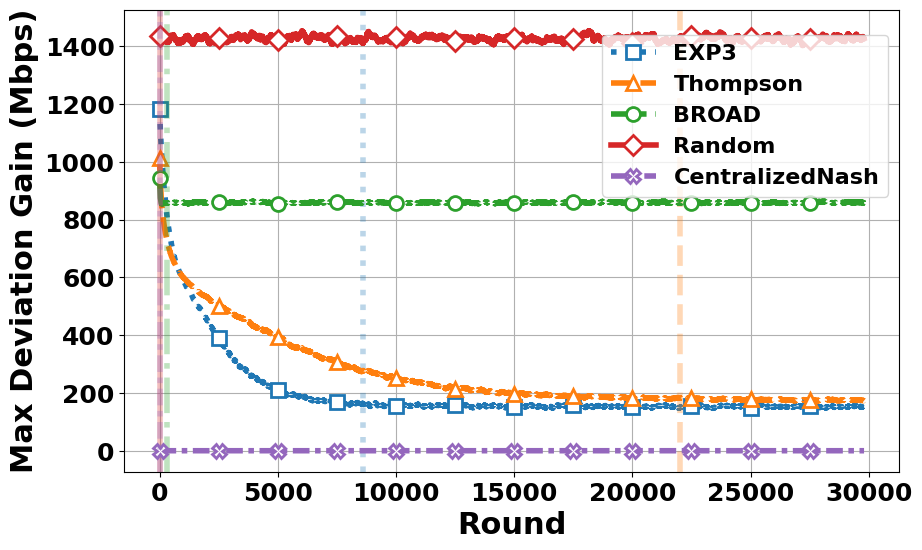 Max Deviation Gain (Mbps)
1400
1200
1000
800
600
400
200
0
0 5000 10000 15000 20000 25000 30000
Round
EXP3
Thompson
BROAD
Random
CentralizedNash